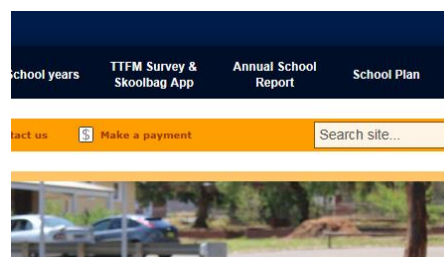 School years
TTFM Survey &
Skoolbag App
Annual School
Report
School Plan
tact us
$ Make a payment
Search site...